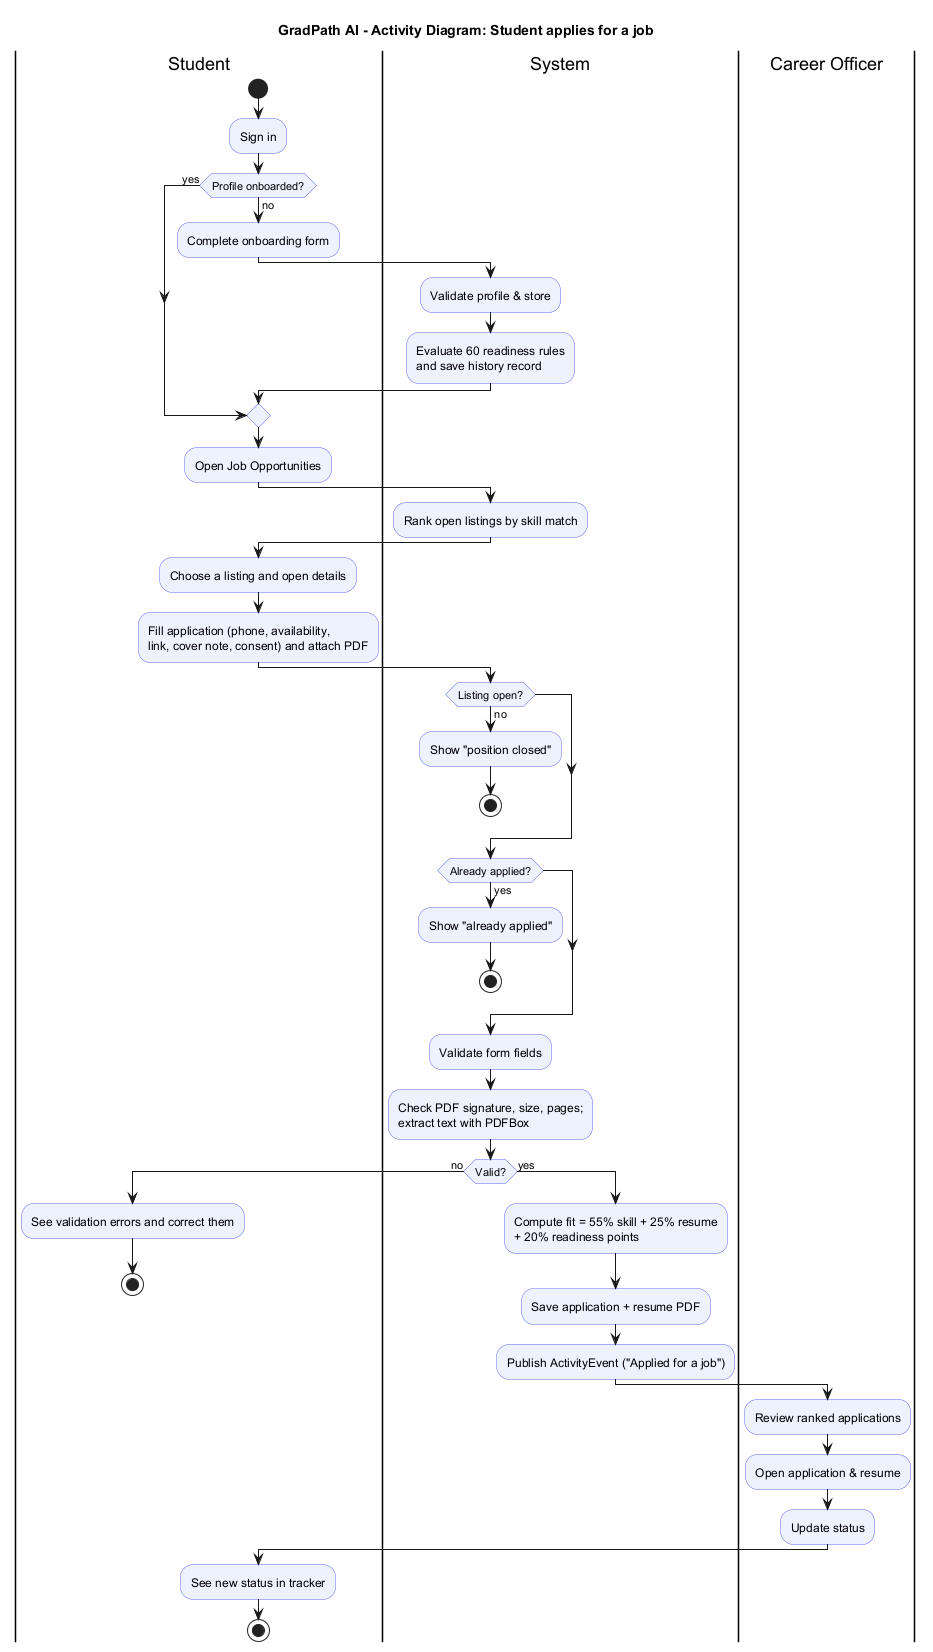 GradPath AI - Activity Diagram: Student applies for a job
Student
System
Career Officer
Sign in
Profile onboarded?
yes
no
Complete onboarding form
Validate profile & store
Evaluate 60 readiness rules
and save history record
Open Job Opportunities
Rank open listings by skill match
Choose a listing and open details
Fill application (phone, availability,
link, cover note, consent) and attach PDF
Listing open?
no
Show "position closed"
Already applied?
yes
Show "already applied"
Validate form fields
Check PDF signature, size, pages;
extract text with PDFBox
no
Valid?
yes
See validation errors and correct them
Compute fit = 55% skill + 25% resume
+ 20% readiness points
Save application + resume PDF
Publish ActivityEvent ("Applied for a job")
Review ranked applications
Open application & resume
Update status
See new status in tracker